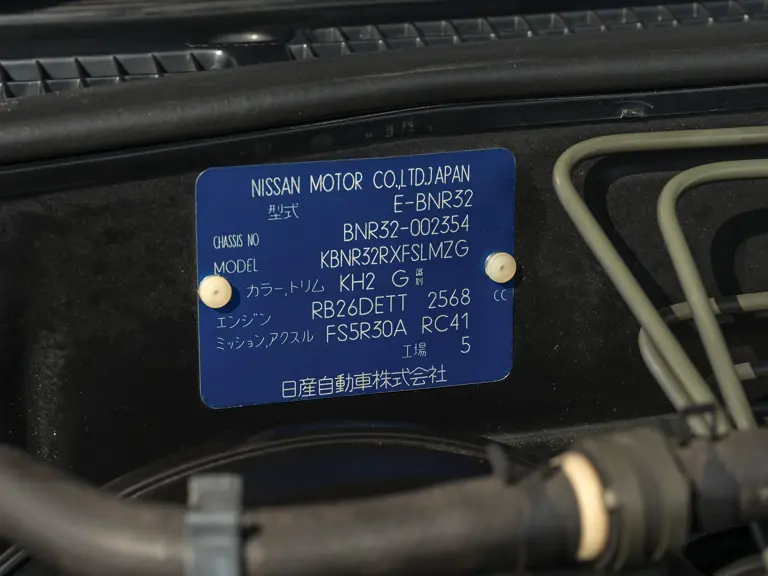 NISSAN MOTOR CO.,LTD.JAPAN
型式 E-BNR32
CHASSIS NO BNR32-002354
MODEL KBNR32RXFSLMZG
カラー,トリム KH2 G 識別
エンジン RB26DETT 2568 CC
ミッション,アクスル FS5R30A RC41
工場 5
日産自動車株式会社